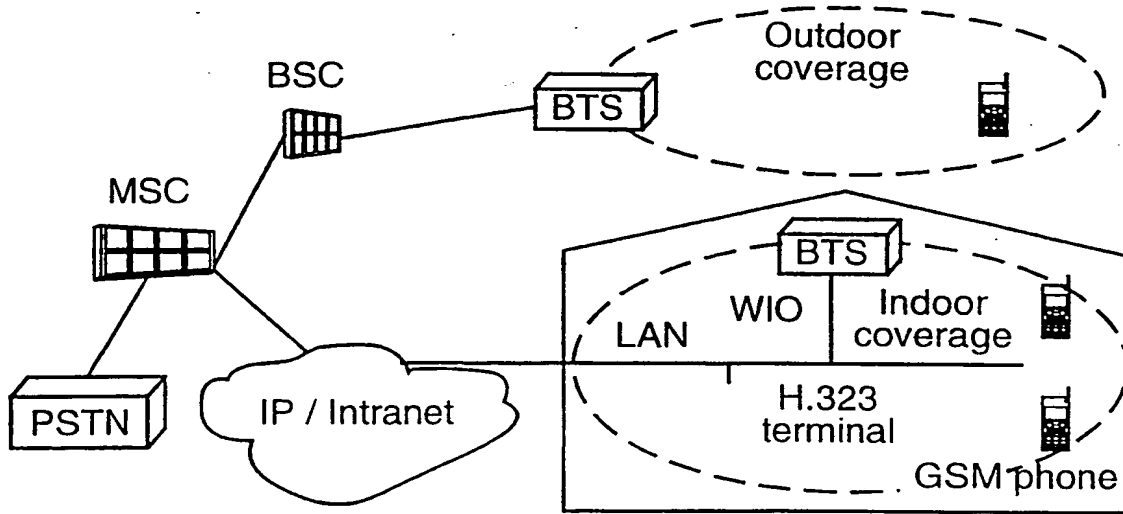 Outdoor
coverage
BSC
BTS
MSC
BTS
WIO
Indoor
coverage
LAN
H.323
terminal
IP / Intranet
PSTN
GSM phone